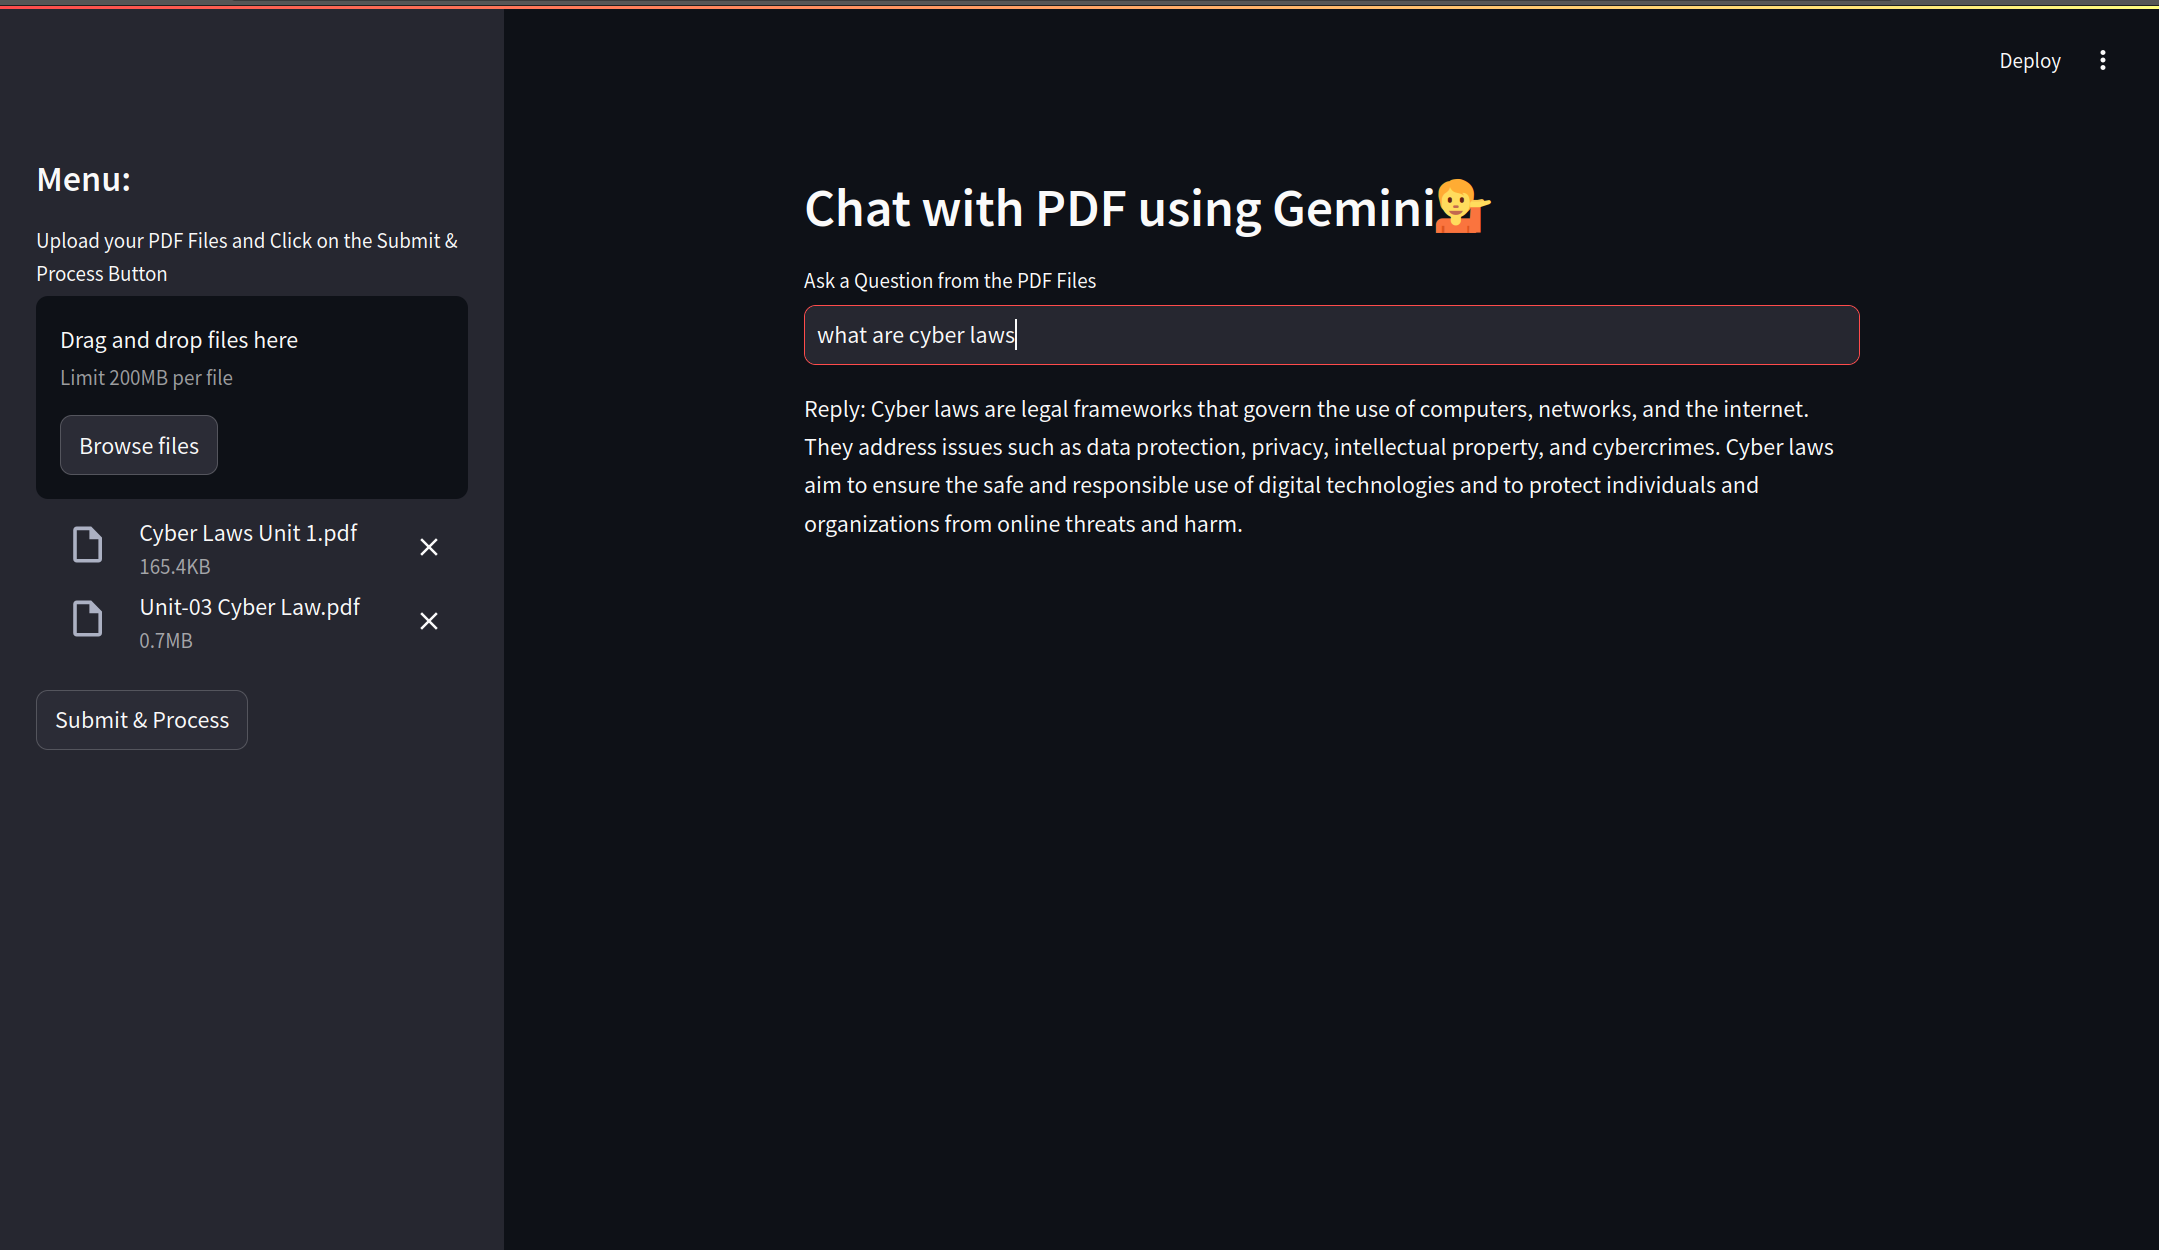 Deploy
Menu:
Upload your PDF Files and Click on the Submit &
Process Button
Drag and drop files here
Limit 200MB per file
Browse files
Cyber Laws Unit 1.pdf
165.4KB
Unit-03 Cyber Law.pdf
0.7MB
Submit & Process
Chat with PDF using Gemini💁
Ask a Question from the PDF Files
what are cyber laws
Reply: Cyber laws are legal frameworks that govern the use of computers, networks, and the internet.
They address issues such as data protection, privacy, intellectual property, and cybercrimes. Cyber laws
aim to ensure the safe and responsible use of digital technologies and to protect individuals and
organizations from online threats and harm.